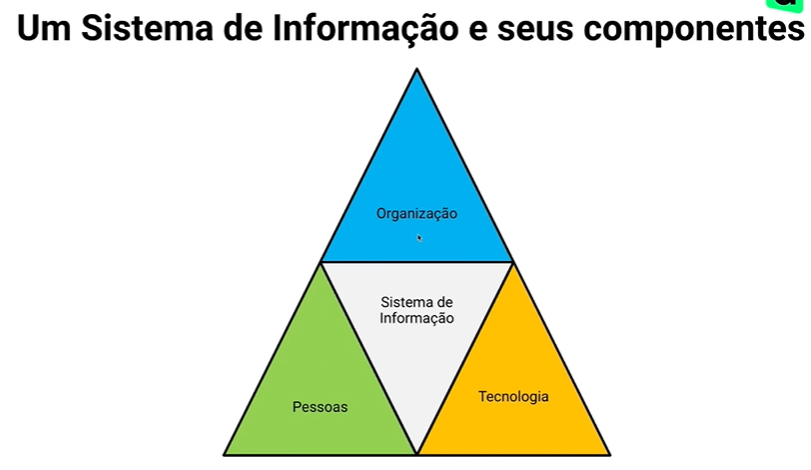 Um Sistema de Informação e seus componentes
Organização
Sistema de
Informação
Pessoas
Tecnologia